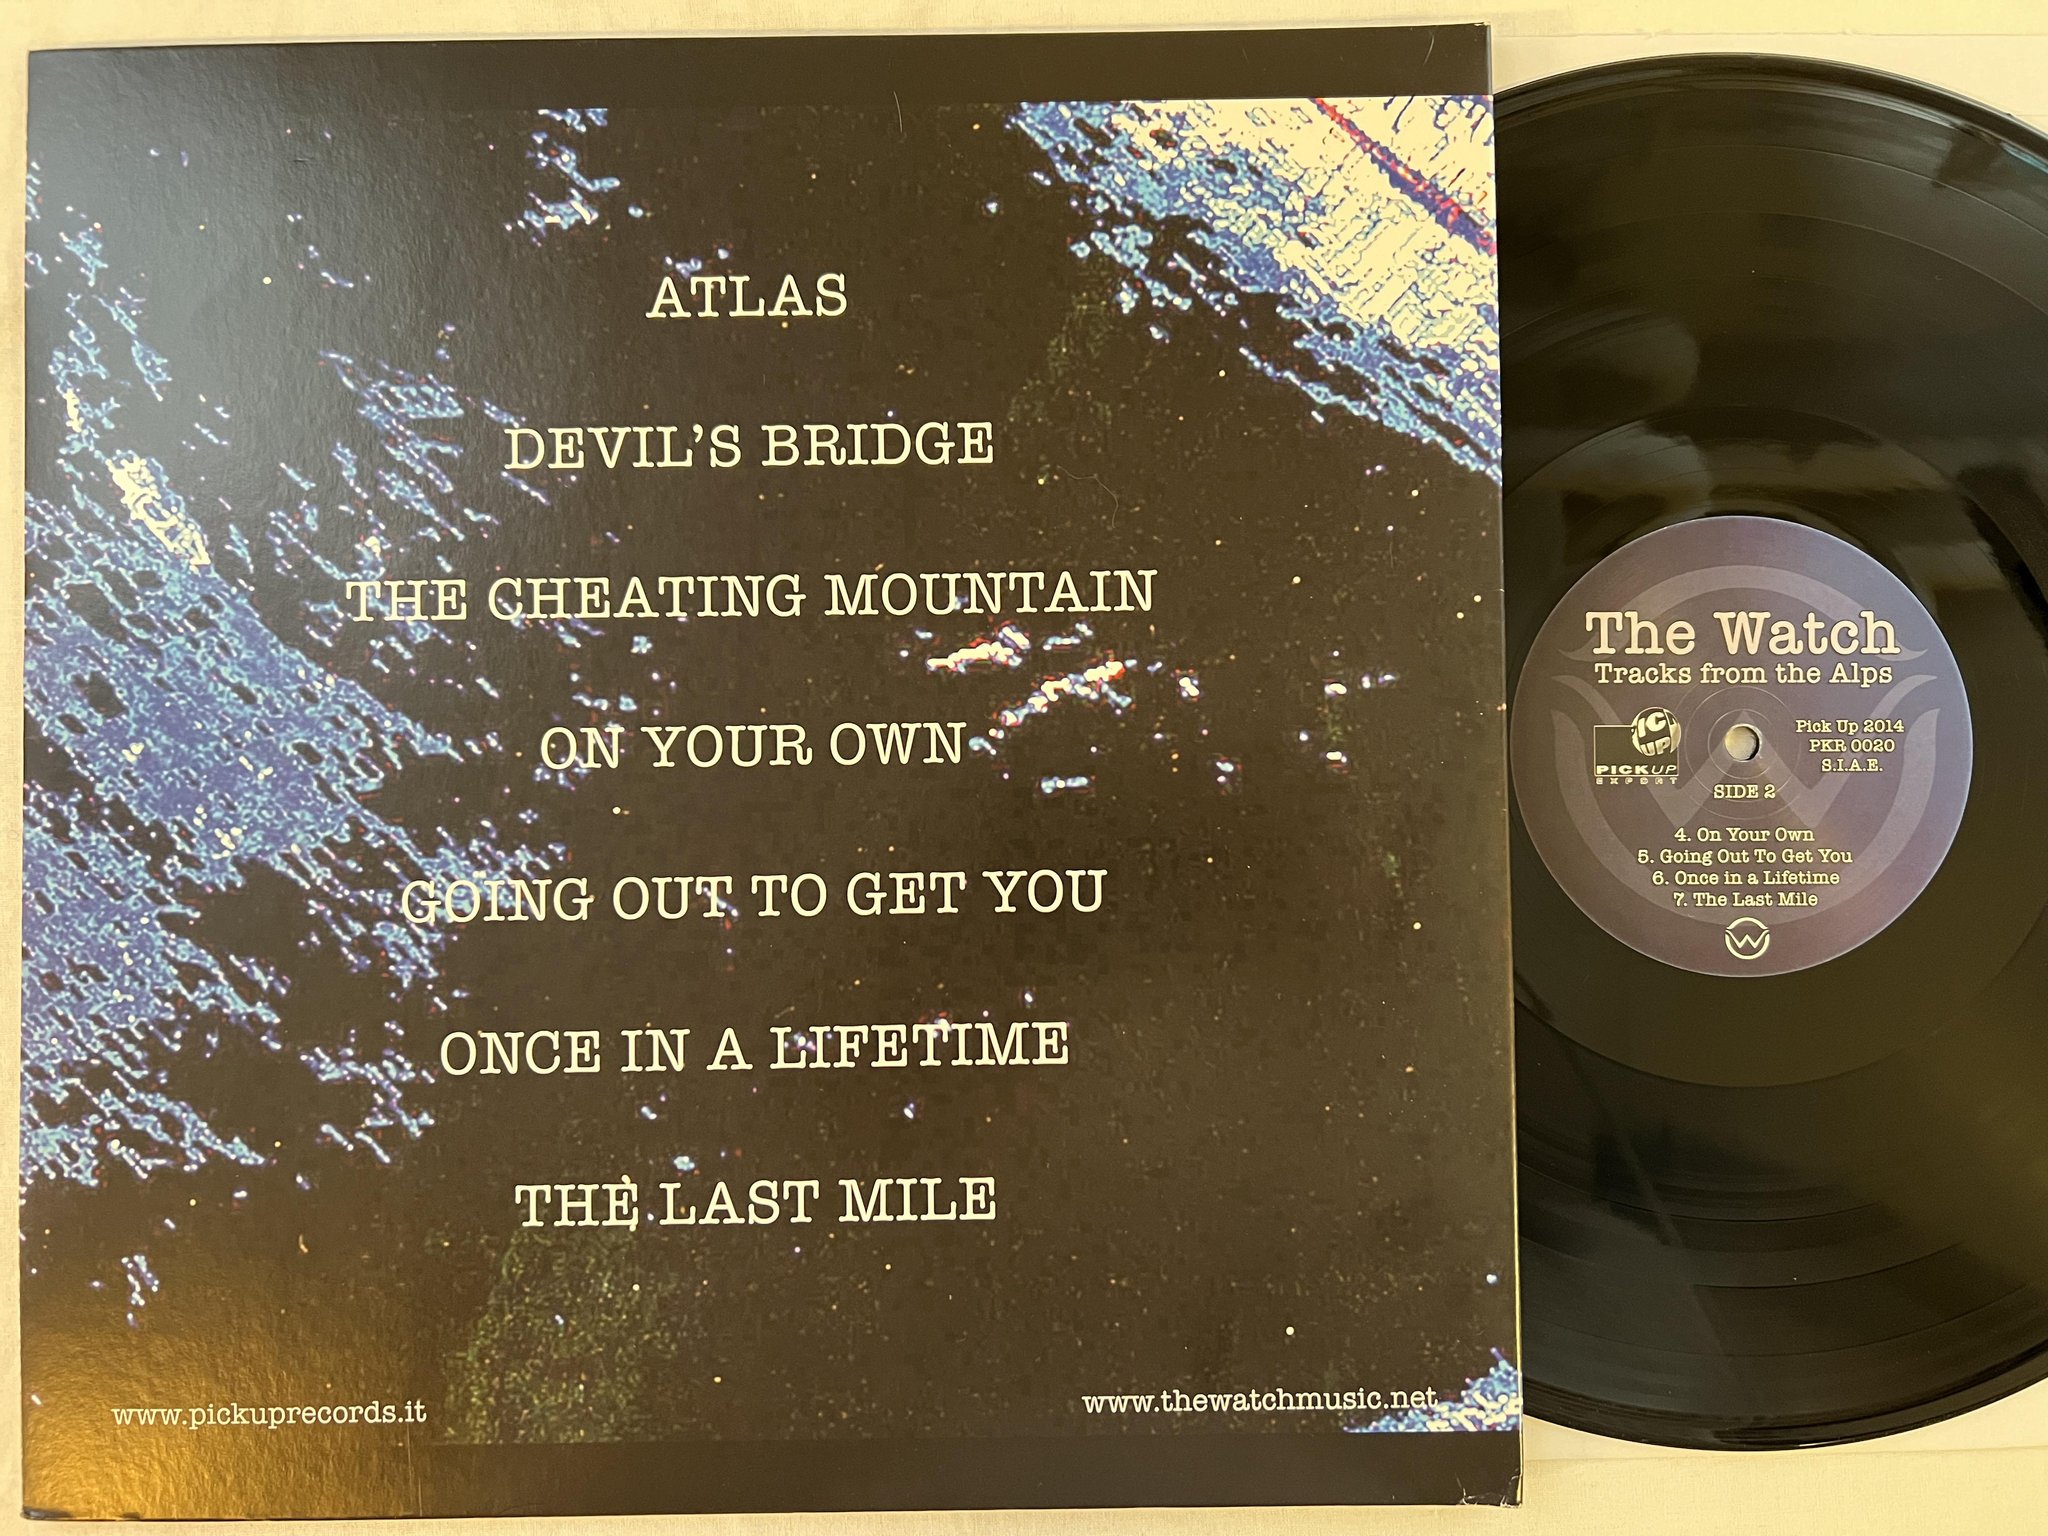 ATLAS
DEVIL'S BRIDGE
THE CHEATING MOUNTAIN
ON YOUR OWN
GOING OUT TO GET YOU
ONCE IN A LIFETIME
THE LAST MILE
www.pickuprecords.it
www.thewatchmusic.net
The Watch
Tracks from the Alps
PICK UP
PICKUP
EXPORT
Pick Up 2014
PKR 0020
S.I.A.E.
SIDE 2
4. On Your Own
5. Going Out To Get You
6. Once in a Lifetime
7. The Last Mile
W